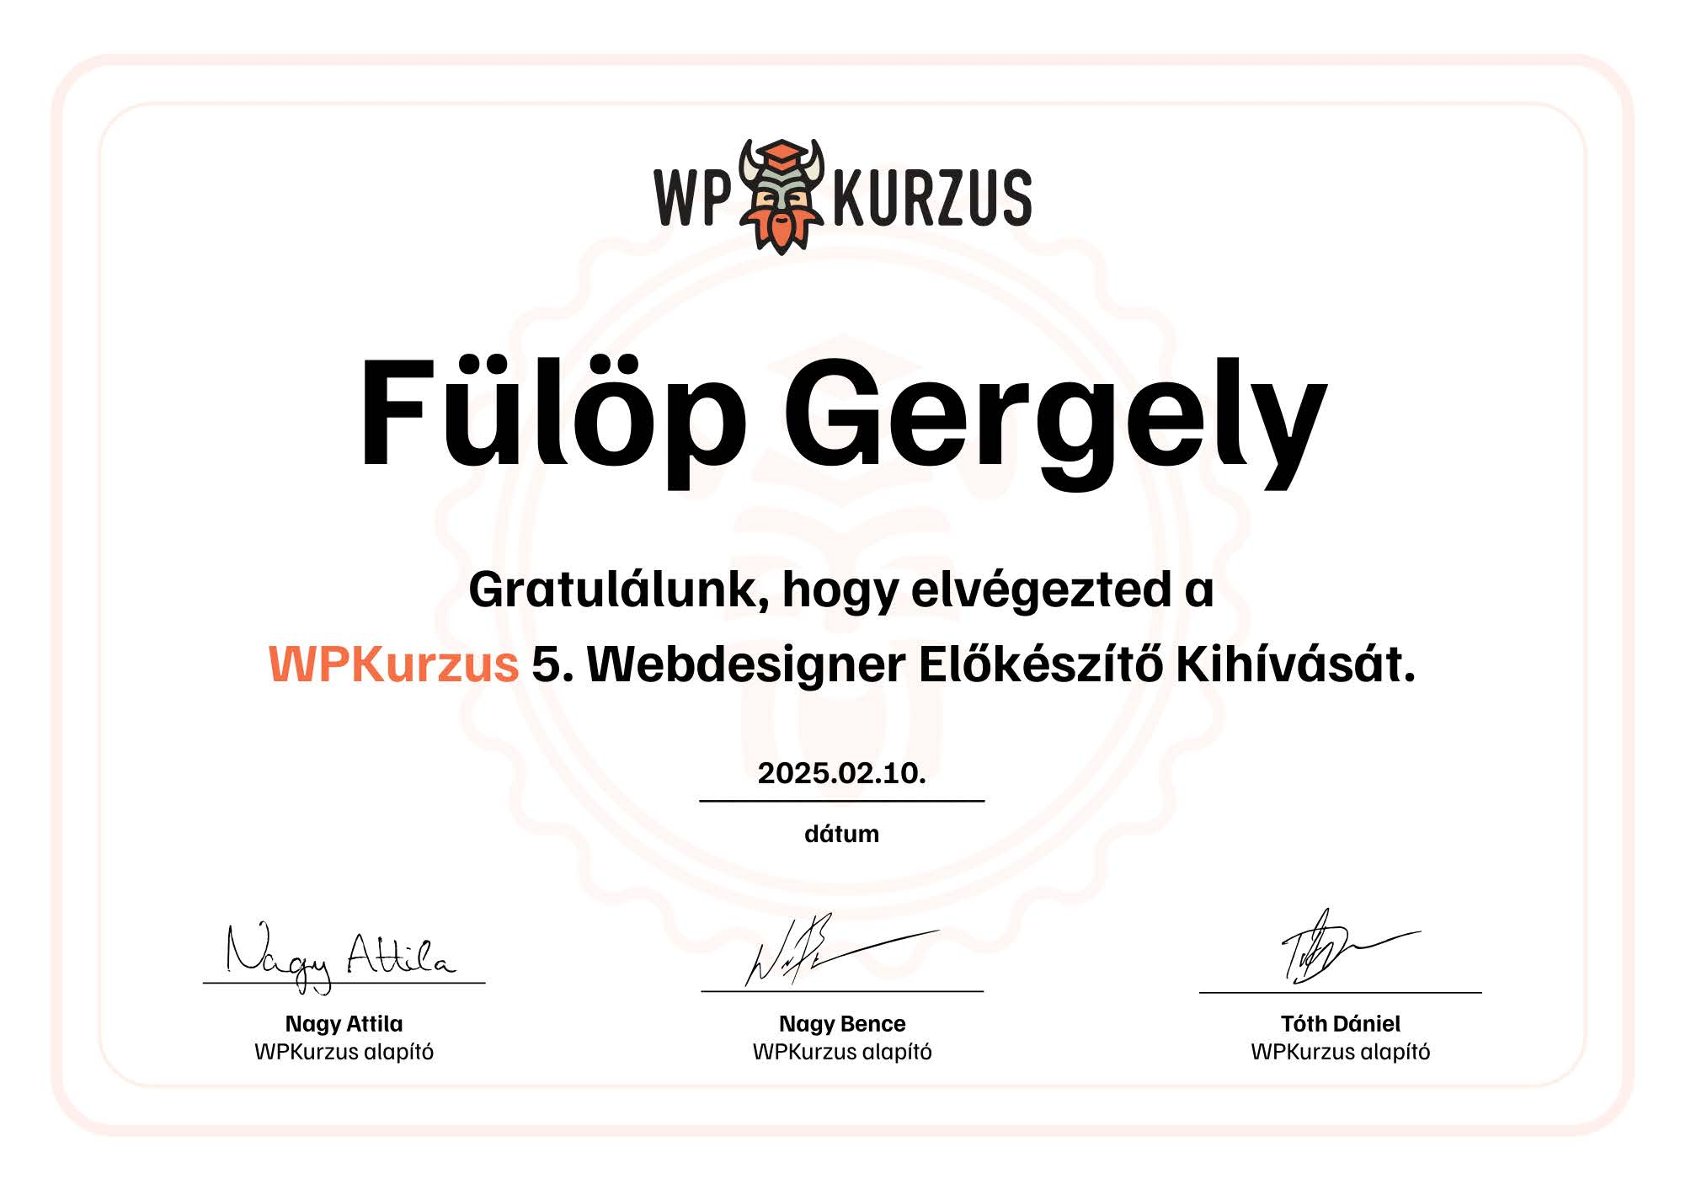 WP KURZUS
Fülöp Gergely
Gratulálunk, hogy elvégezted a
WPKurzus 5. Webdesigner Előkészítő Kihívását.
2025.02.10.
dátum
Nagy Attila
Nagy Attila
WPKurzus alapító
Nagy Bence
WPKurzus alapító
Tóth Dániel
WPKurzus alapító